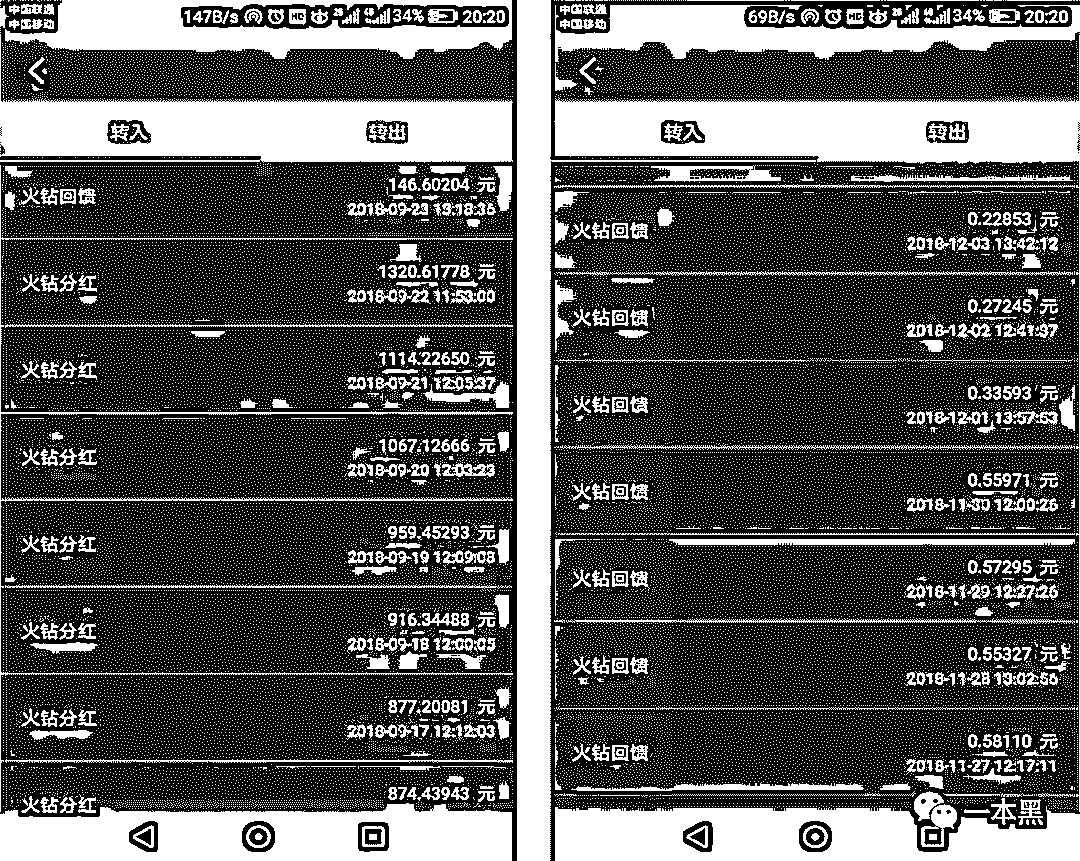 中国联通
中国移动
147B/s HD 34% 20:20
转入 转出
火钻回馈
146.60204 元
2018-09-23 13:18:36
火钻分红
1320.61778 元
2018-09-22 11:53:00
火钻分红
1114.22650 元
2018-09-21 12:05:37
火钻分红
1067.12666 元
2018-09-20 12:03:23
火钻分红
959.45293 元
2018-09-19 12:09:08
火钻分红
916.34488 元
2018-09-18 12:00:05
火钻分红
877.20081 元
2018-09-17 12:12:03
火钻分红
874.43943 元
中国联通
中国移动
69B/s HD 34% 20:20
转入 转出
火钻回馈
0.22853 元
2018-12-03 13:42:12
火钻回馈
0.27245 元
2018-12-02 12:41:37
火钻回馈
0.33593 元
2018-12-01 13:57:53
火钻回馈
0.55971 元
2018-11-30 12:00:26
火钻回馈
0.57295 元
2018-11-29 12:27:26
火钻回馈
0.55327 元
2018-11-28 13:02:56
火钻回馈
0.58110 元
2018-11-27 12:17:11
一本黑